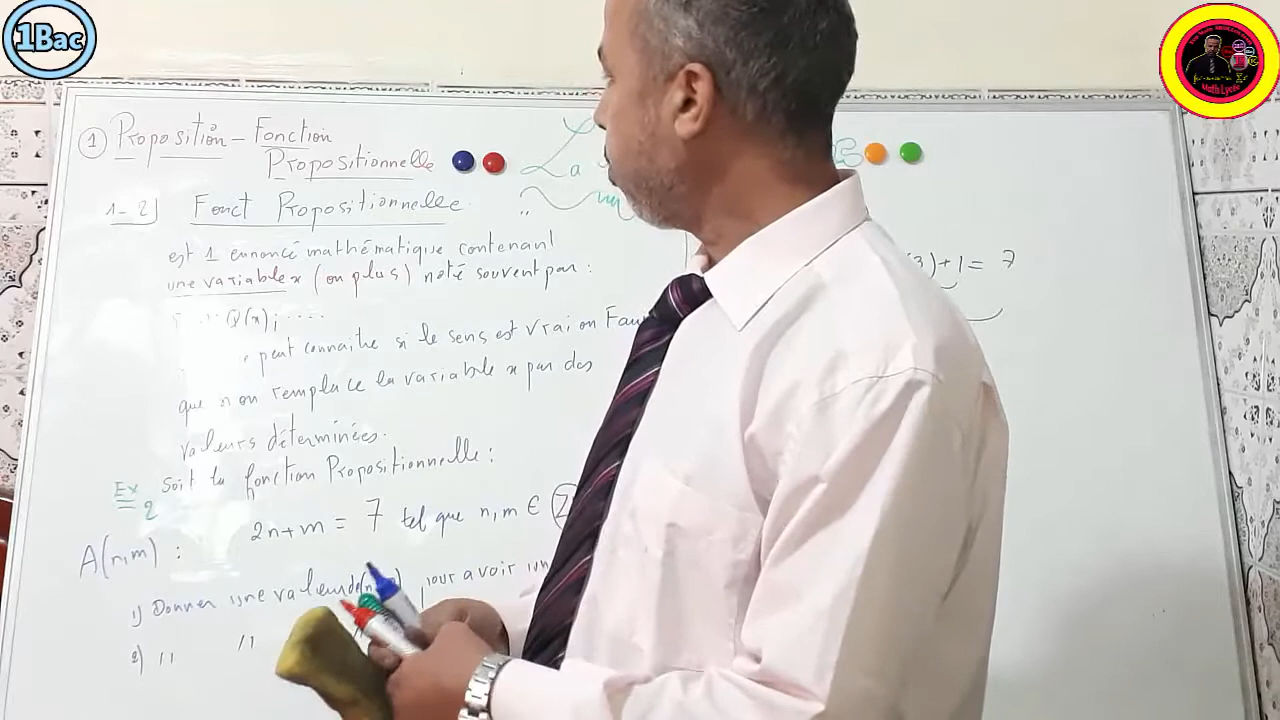 1Bac
Math Lycée
1 Proposition - Fonction
Propositionnelle
La
1-2) Fonct Propositionnelle
est 1 ennoncé mathématique contenant
une variable x (ou plus) noté souvent par :
Q(x); ....
peut connaitre si le sens est vrai ou Faux
que si on remplace la variable x par des
valeurs déterminées.
Ex 2 soit la fonction Propositionnelle :
A(n,m) : 2n+m = 7 tel que n,m ∈ Z
1) Donner une valeur de pour avoir
2) // //
(3)+1= 7